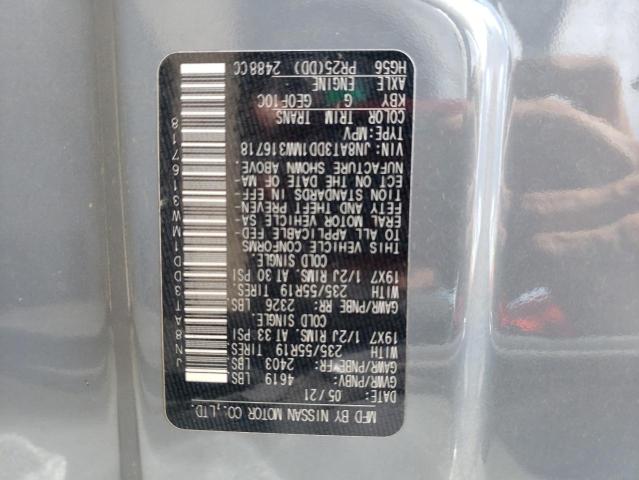 MFD BY NISSAN MOTOR CO.,LTD.
DATE: 05/21
GVWR/PNBV: 4619 LBS
GAWR/PNBE FR: 2403 LBS
WITH 235/55R19 TIRES
19X7 1/2J RIMS. AT 33 PSI
COLD SINGLE.
GAWR/PNBE RR: 2326 LBS
WITH 235/55R19 TIRES.
19X7 1/2J RIMS. AT 30 PSI
COLD SINGLE.
THIS VEHICLE CONFORMS
TO ALL APPLICABLE FED-
ERAL MOTOR VEHICLE SA-
FETY AND THEFT PREVEN
TION STANDARDS IN EFF
ECT ON THE DATE OF MA-
NUFACTURE SHOWN ABOVE.
VIN: JN8AT3DD1MW316718
TYPE:MPV
COLOR TRIM TRANS
KBY G GE0F10C
AXLE ENGINE
HG56 PR25(DD) 2488CC
JN8AT3DD1MW316718